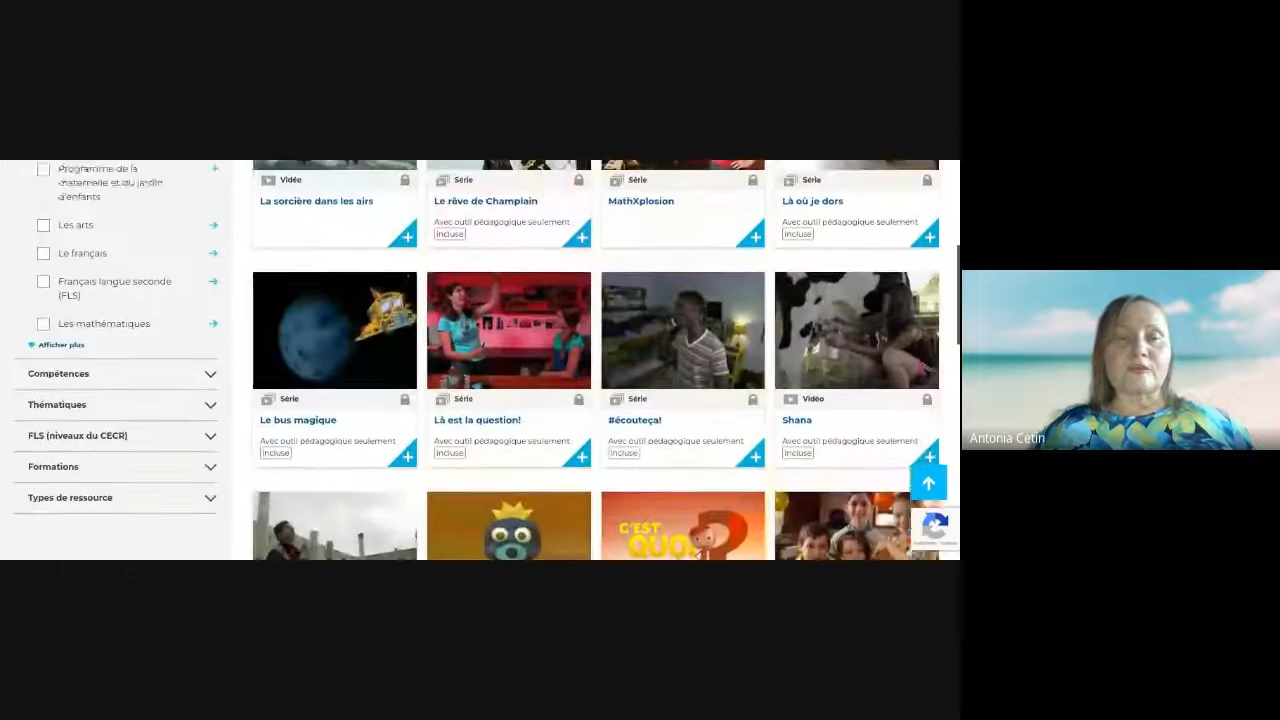 Programme de la
maternelle et du jardin
d'enfants
Les arts
Le français
Français langue seconde
(FLS)
Les mathématiques
Afficher plus
Compétences
Thématiques
FLS (niveaux du CECR)
Formations
Types de ressource
Vidéo
La sorcière dans les airs
Série
Le rêve de Champlain
Avec outil pédagogique seulement
incluse
Série
MathXplosion
Série
Là où je dors
Avec outil pédagogique seulement
incluse
Série
Le bus magique
Avec outil pédagogique seulement
incluse
Série
Là est la question!
Avec outil pédagogique seulement
incluse
Série
#écouteça!
Avec outil pédagogique seulement
incluse
Vidéo
Shana
Avec outil pédagogique seulement
incluse
C'EST
QUOI
Antonia Cetin